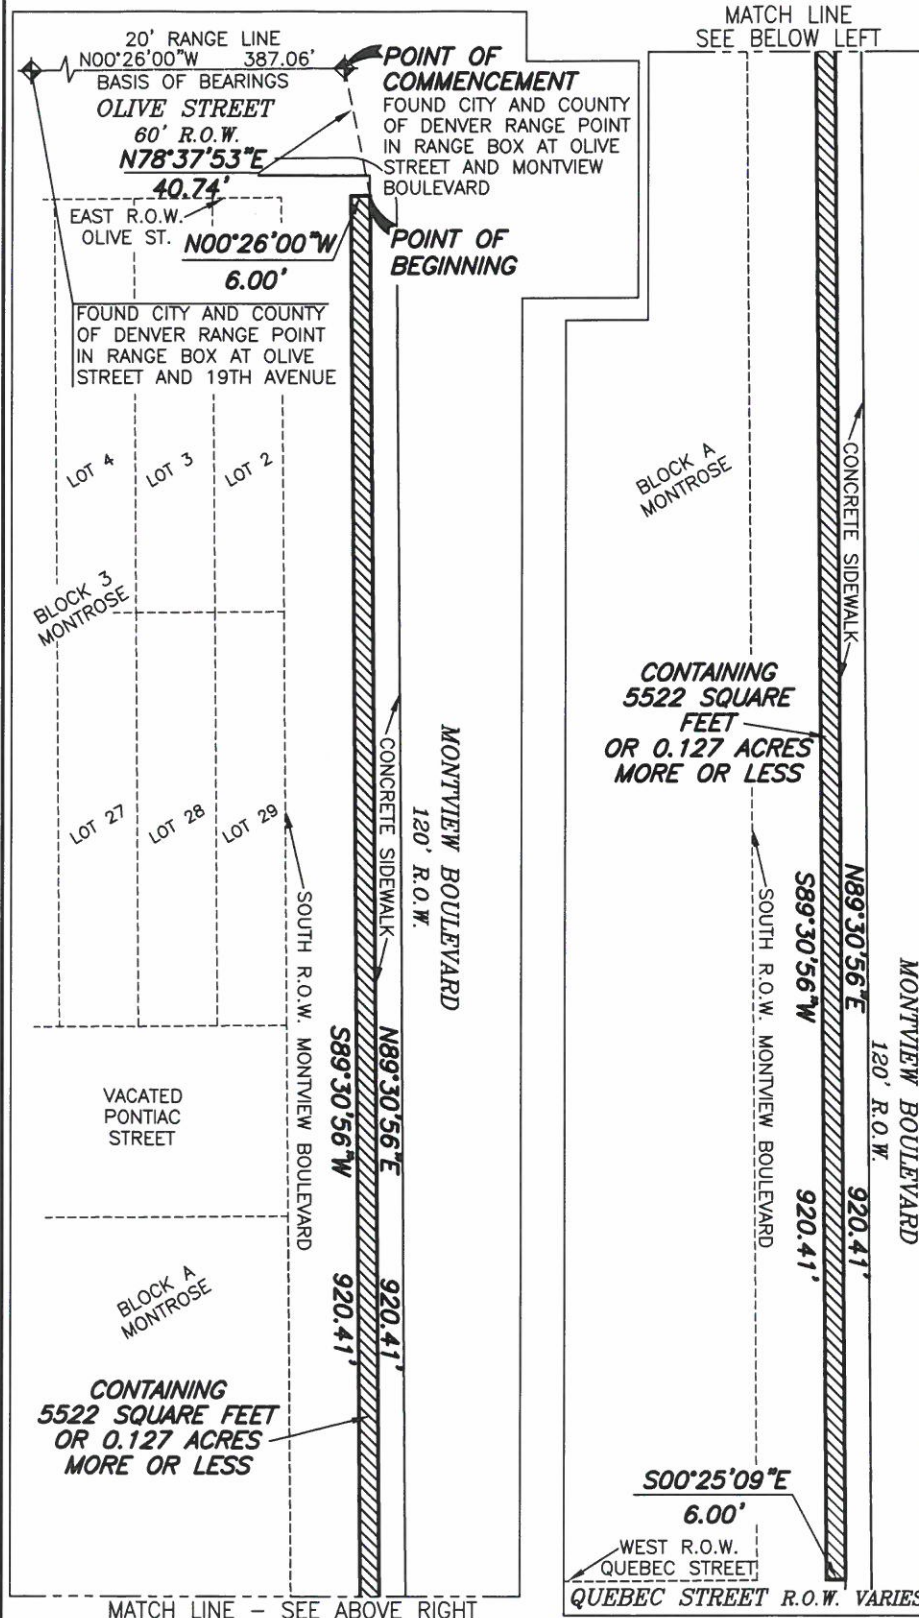 20' RANGE LINE
N00°26'00"W 387.06'
BASIS OF BEARINGS
OLIVE STREET
60' R.O.W.
N78°37'53"E
40.74'
EAST R.O.W.
OLIVE ST.
N00°26'00"W
6.00'
POINT OF
COMMENCEMENT
FOUND CITY AND COUNTY
OF DENVER RANGE POINT
IN RANGE BOX AT OLIVE
STREET AND MONTVIEW
BOULEVARD
POINT OF
BEGINNING
FOUND CITY AND COUNTY
OF DENVER RANGE POINT
IN RANGE BOX AT OLIVE
STREET AND 19TH AVENUE
LOT 4
LOT 3
LOT 2
BLOCK 3
MONTROSE
LOT 27
LOT 28
LOT 29
SOUTH R.O.W. MONTVIEW BOULEVARD
CONCRETE SIDEWALK
MONTVIEW BOULEVARD
120' R.O.W.
N89°30'56"E 920.41'
S89°30'56"W 920.41'
VACATED
PONTIAC
STREET
BLOCK A
MONTROSE
CONTAINING
5522 SQUARE FEET
OR 0.127 ACRES
MORE OR LESS
MATCH LINE - SEE ABOVE RIGHT
MATCH LINE
SEE BELOW LEFT
BLOCK A
MONTROSE
CONCRETE SIDEWALK
CONTAINING
5522 SQUARE
FEET
OR 0.127 ACRES
MORE OR LESS
SOUTH R.O.W. MONTVIEW BOULEVARD
N89°30'56"E 920.41'
S89°30'56"W 920.41'
MONTVIEW BOULEVARD
120' R.O.W.
S00°25'09"E
6.00'
WEST R.O.W.
QUEBEC STREET
QUEBEC STREET R.O.W. VARIES